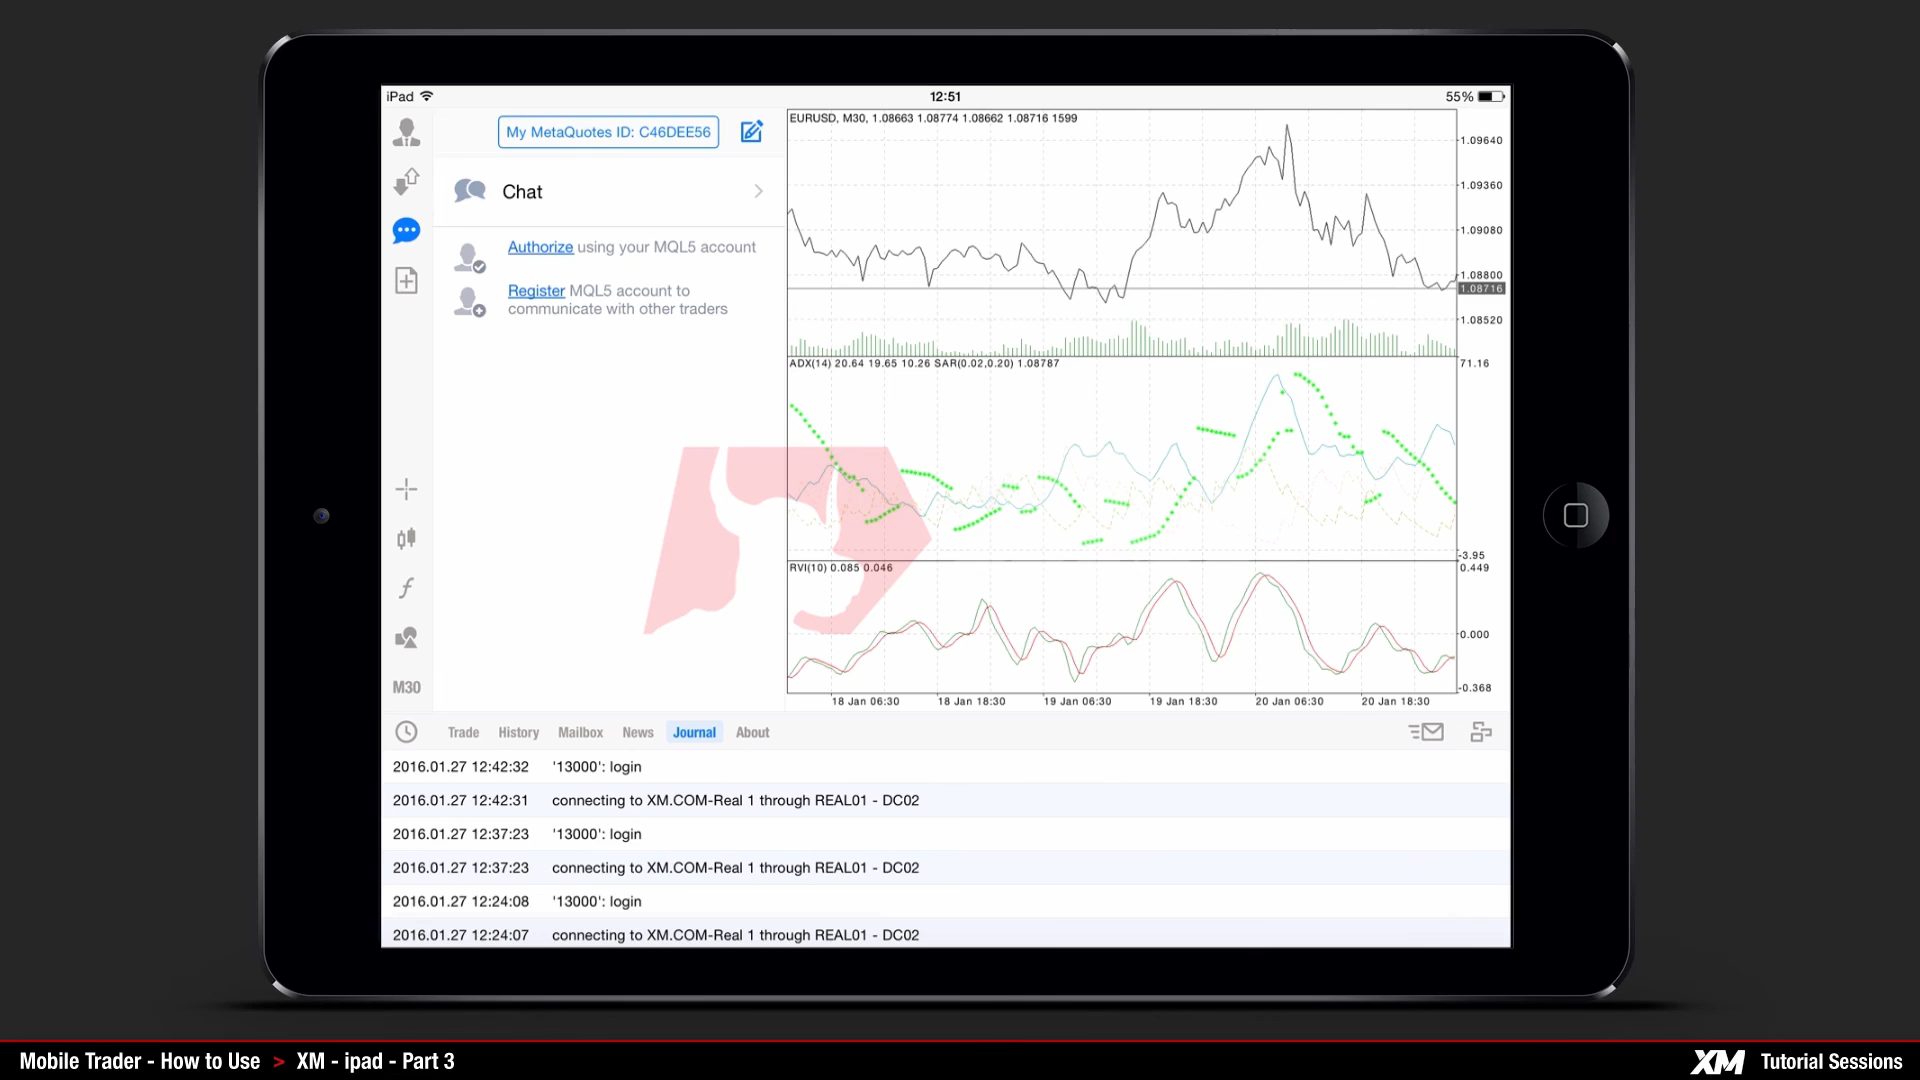 iPad
12:51
55%
My MetaQuotes ID: C46DEE56
Chat
Authorize using your MQL5 account
Register MQL5 account to
communicate with other traders
M30
EURUSD, M30, 1.08663 1.08774 1.08662 1.08716 1599
1.09640
1.09360
1.09080
1.08800
1.08716
1.08520
ADX(14) 20.64 19.65 10.26 SAR(0.02,0.20) 1.08787
71.16
-3.95
RVI(10) 0.085 0.046
0.449
0.000
-0.368
18 Jan 06:30
18 Jan 18:30
19 Jan 06:30
19 Jan 18:30
20 Jan 06:30
20 Jan 18:30
Trade History Mailbox News Journal About
2016.01.27 12:42:32 '13000': login
2016.01.27 12:42:31 connecting to XM.COM-Real 1 through REAL01 - DC02
2016.01.27 12:37:23 '13000': login
2016.01.27 12:37:23 connecting to XM.COM-Real 1 through REAL01 - DC02
2016.01.27 12:24:08 '13000': login
2016.01.27 12:24:07 connecting to XM.COM-Real 1 through REAL01 - DC02
Mobile Trader - How to Use > XM - ipad - Part 3
XM Tutorial Sessions